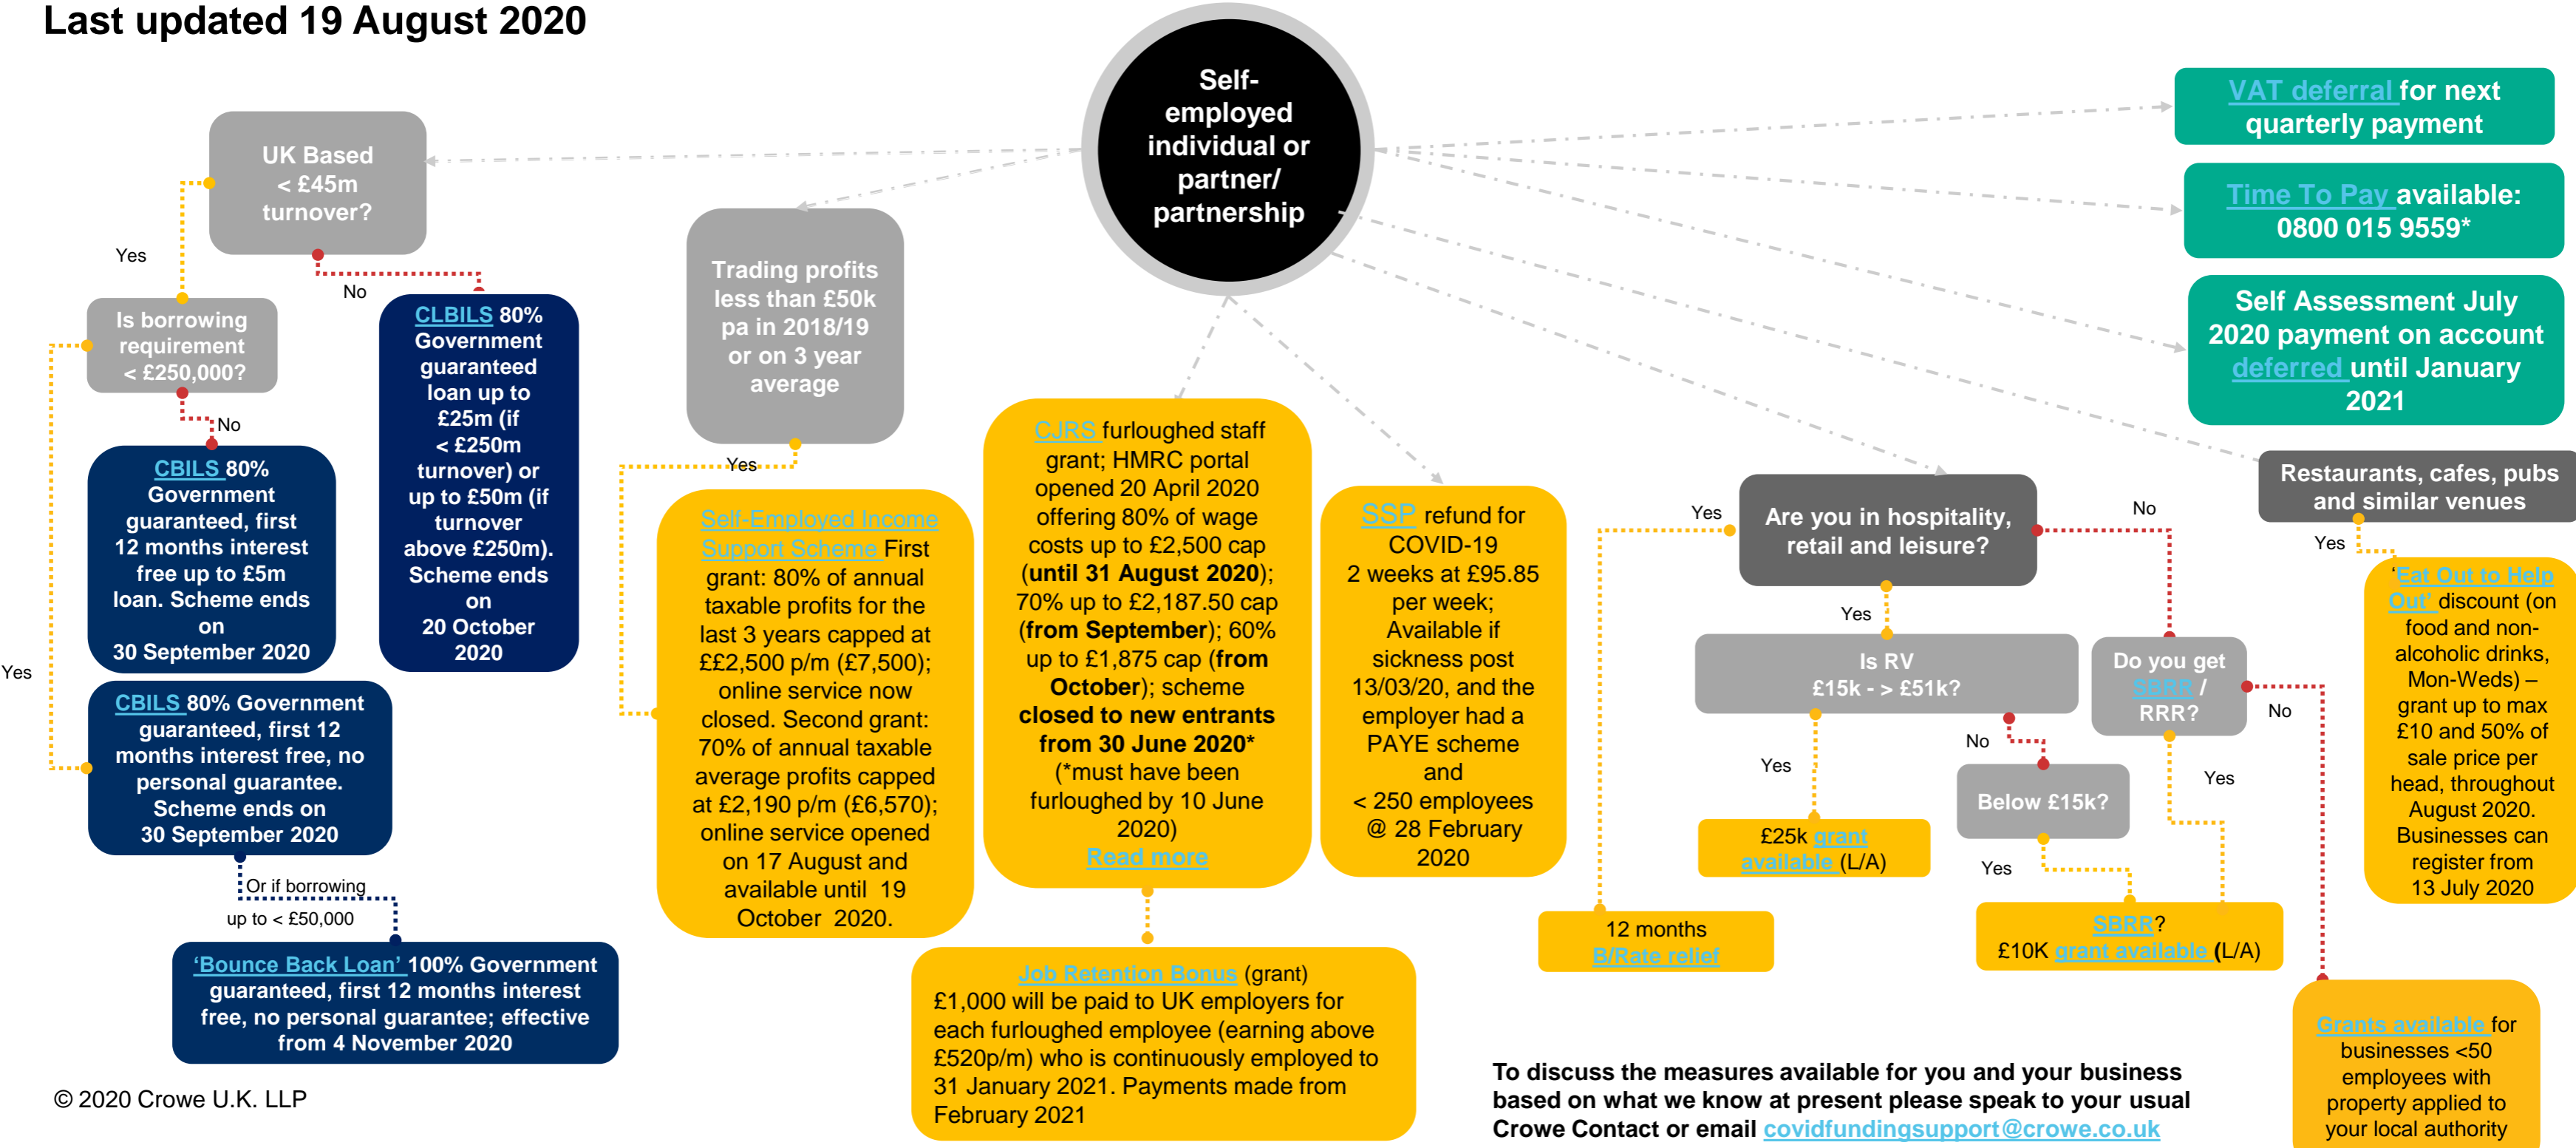 Last updated 19 August 2020
Self-
employed
individual or
partner/
partnership
VAT deferral for next
quarterly payment
Time To Pay available:
0800 015 9559*
Self Assessment July
2020 payment on account
deferred until January
2021
UK Based
< £45m
turnover?
Yes
No
Is borrowing
requirement
< £250,000?
No
Yes
CLBILS 80%
Government
guaranteed
loan up to
£25m (if
< £250m
turnover) or
up to £50m (if
turnover
above £250m).
Scheme ends
on
20 October
2020
CBILS 80%
Government
guaranteed, first
12 months interest
free up to £5m
loan. Scheme ends
on
30 September 2020
CBILS 80% Government
guaranteed, first 12
months interest free, no
personal guarantee.
Scheme ends on
30 September 2020
Or if borrowing
up to < £50,000
‘Bounce Back Loan’ 100% Government
guaranteed, first 12 months interest
free, no personal guarantee; effective
from 4 November 2020
Trading profits
less than £50k
pa in 2018/19
or on 3 year
average
Yes
Self-Employed Income
Support Scheme First
grant: 80% of annual
taxable profits for the
last 3 years capped at
££2,500 p/m (£7,500);
online service now
closed. Second grant:
70% of annual taxable
average profits capped
at £2,190 p/m (£6,570);
online service opened
on 17 August and
available until 19
October 2020.
CJRS furloughed staff
grant; HMRC portal
opened 20 April 2020
offering 80% of wage
costs up to £2,500 cap
(until 31 August 2020);
70% up to £2,187.50 cap
(from September); 60%
up to £1,875 cap (from
October); scheme
closed to new entrants
from 30 June 2020*
(*must have been
furloughed by 10 June
2020)
Read more
Job Retention Bonus (grant)
£1,000 will be paid to UK employers for
each furloughed employee (earning above
£520p/m) who is continuously employed to
31 January 2021. Payments made from
February 2021
SSP refund for
COVID-19
2 weeks at £95.85
per week;
Available if
sickness post
13/03/20, and the
employer had a
PAYE scheme
and
< 250 employees
@ 28 February
2020
Are you in hospitality,
retail and leisure?
Yes
No
Yes
Is RV
£15k - > £51k?
Yes
No
Below £15k?
Yes
Do you get
SBRR /
RRR?
No
Yes
£25k grant
available (L/A)
12 months
B/Rate relief
SBRR?
£10K grant available (L/A)
Restaurants, cafes, pubs
and similar venues
Yes
‘Eat Out to Help
Out’ discount (on
food and non-
alcoholic drinks,
Mon-Weds) –
grant up to max
£10 and 50% of
sale price per
head, throughout
August 2020.
Businesses can
register from
13 July 2020
Grants available for
businesses <50
employees with
property applied to
your local authority
To discuss the measures available for you and your business
based on what we know at present please speak to your usual
Crowe Contact or email covidfundingsupport@crowe.co.uk
© 2020 Crowe U.K. LLP